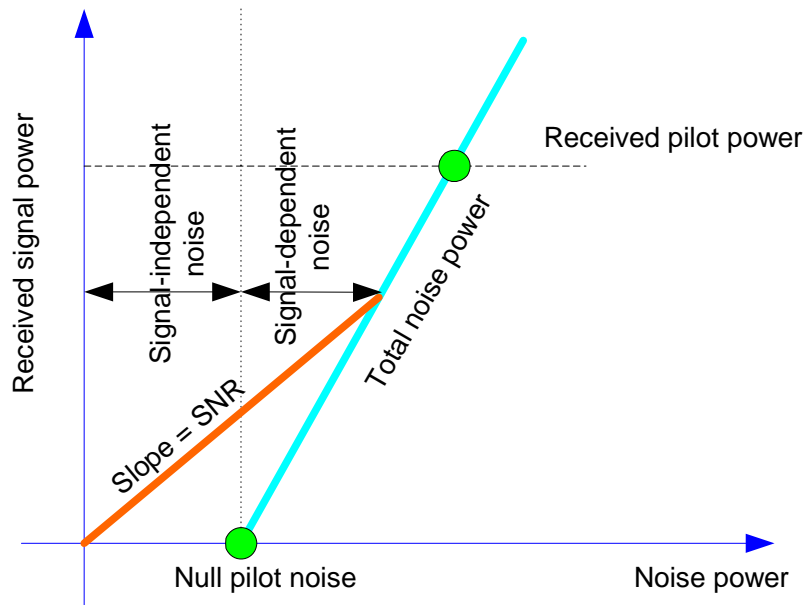 Received signal power
Signal-independent
noise
Signal-dependent
noise
Received pilot power
Total noise power
Slope = SNR
Null pilot noise
Noise power